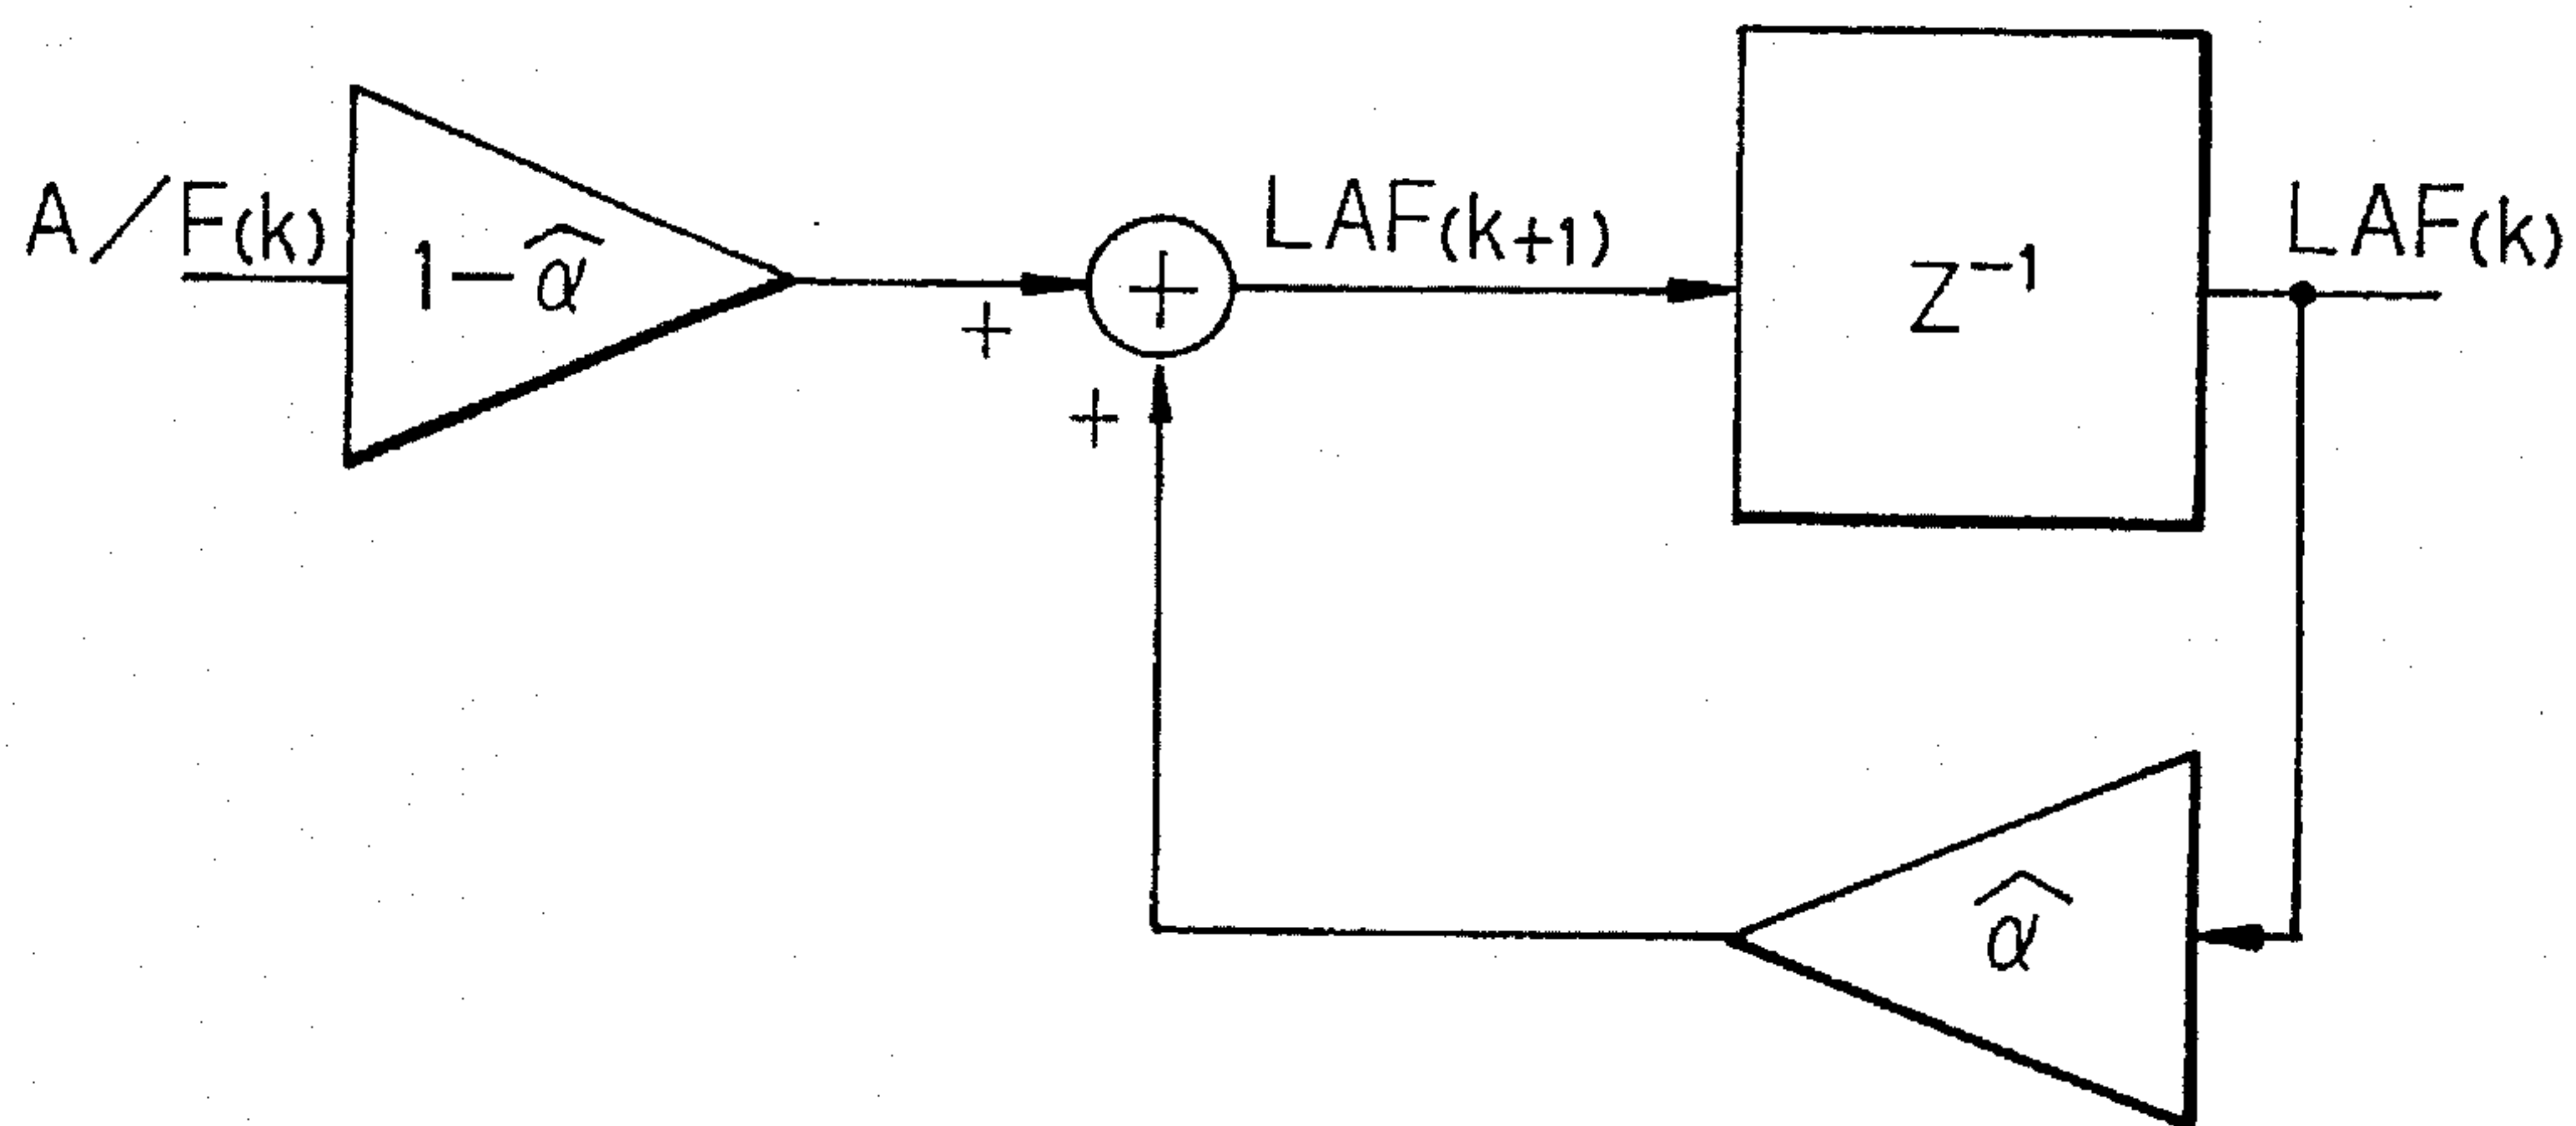 A/F(k)
1-α̂
+
+
+
LAF(k+1)
Z⁻¹
LAF(k)
α̂